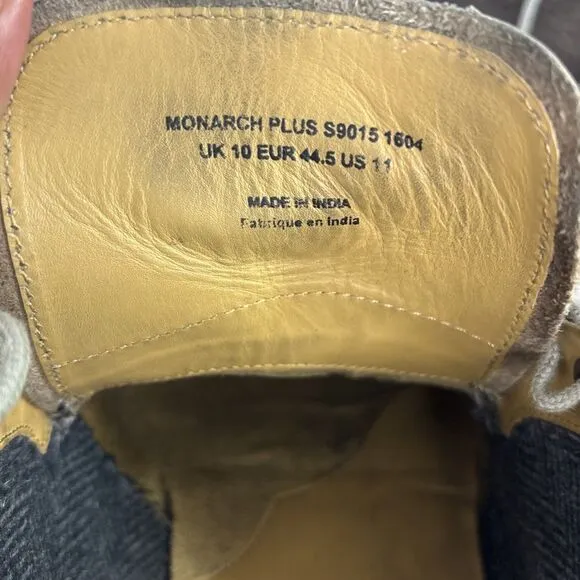 MONARCH PLUS S9015 1604
UK 10 EUR 44.5 US 11
MADE IN INDIA
Fabrique en India